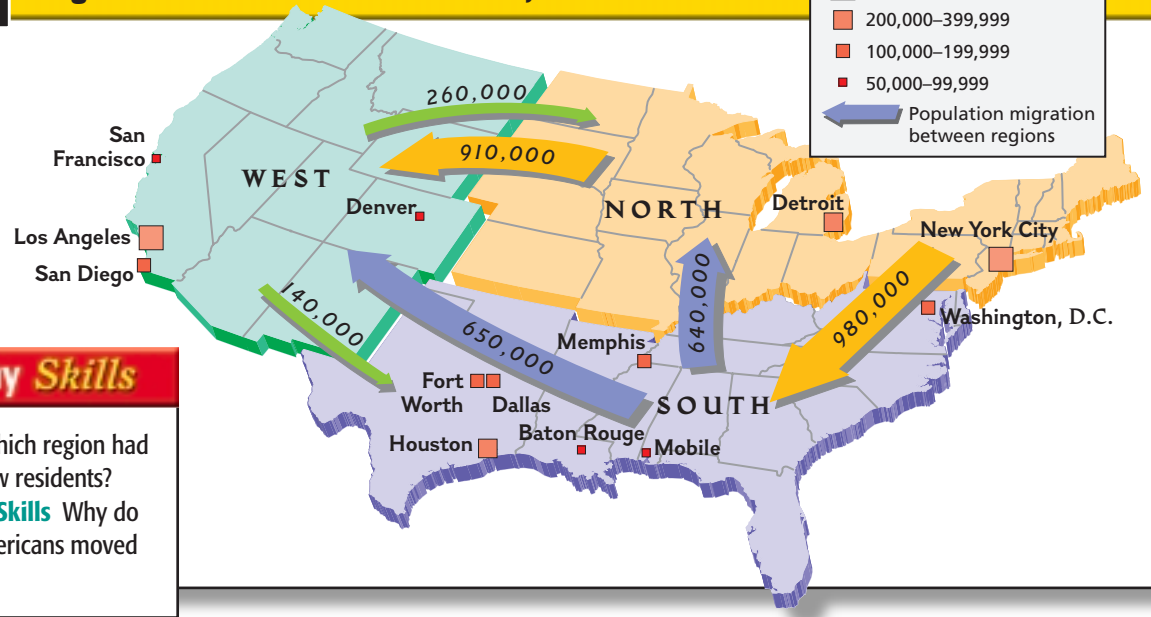 200,000–399,999
100,000–199,999
50,000–99,999
Population migration
between regions
260,000
910,000
San
Francisco
WEST
Denver
NORTH
Detroit
Los Angeles
San Diego
New York City
140,000
650,000
640,000
980,000
Washington, D.C.
Memphis
Fort
Worth
Dallas
SOUTH
Houston
Baton Rouge
Mobile
Skills
hich region had
w residents?
Skills Why do
ericans moved